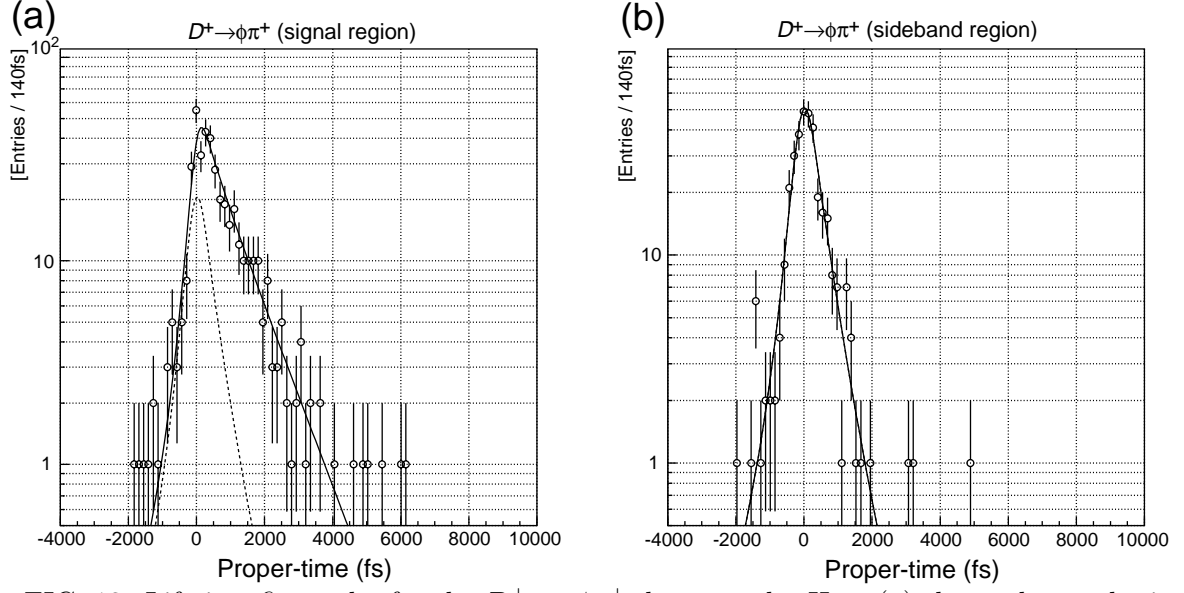 (a)
D⁺→φπ⁺ (signal region)
[Entries / 140fs]
10²
10
1
-4000 -2000 0 2000 4000 6000 8000 10000
Proper-time (fs)
(b)
D⁺→φπ⁺ (sideband region)
[Entries / 140fs]
10
1
-4000 -2000 0 2000 4000 6000 8000 10000
Proper-time (fs)